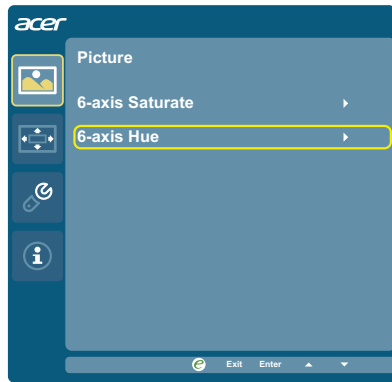 acer
Picture
6-axis Saturate
6-axis Hue
e Exit Enter